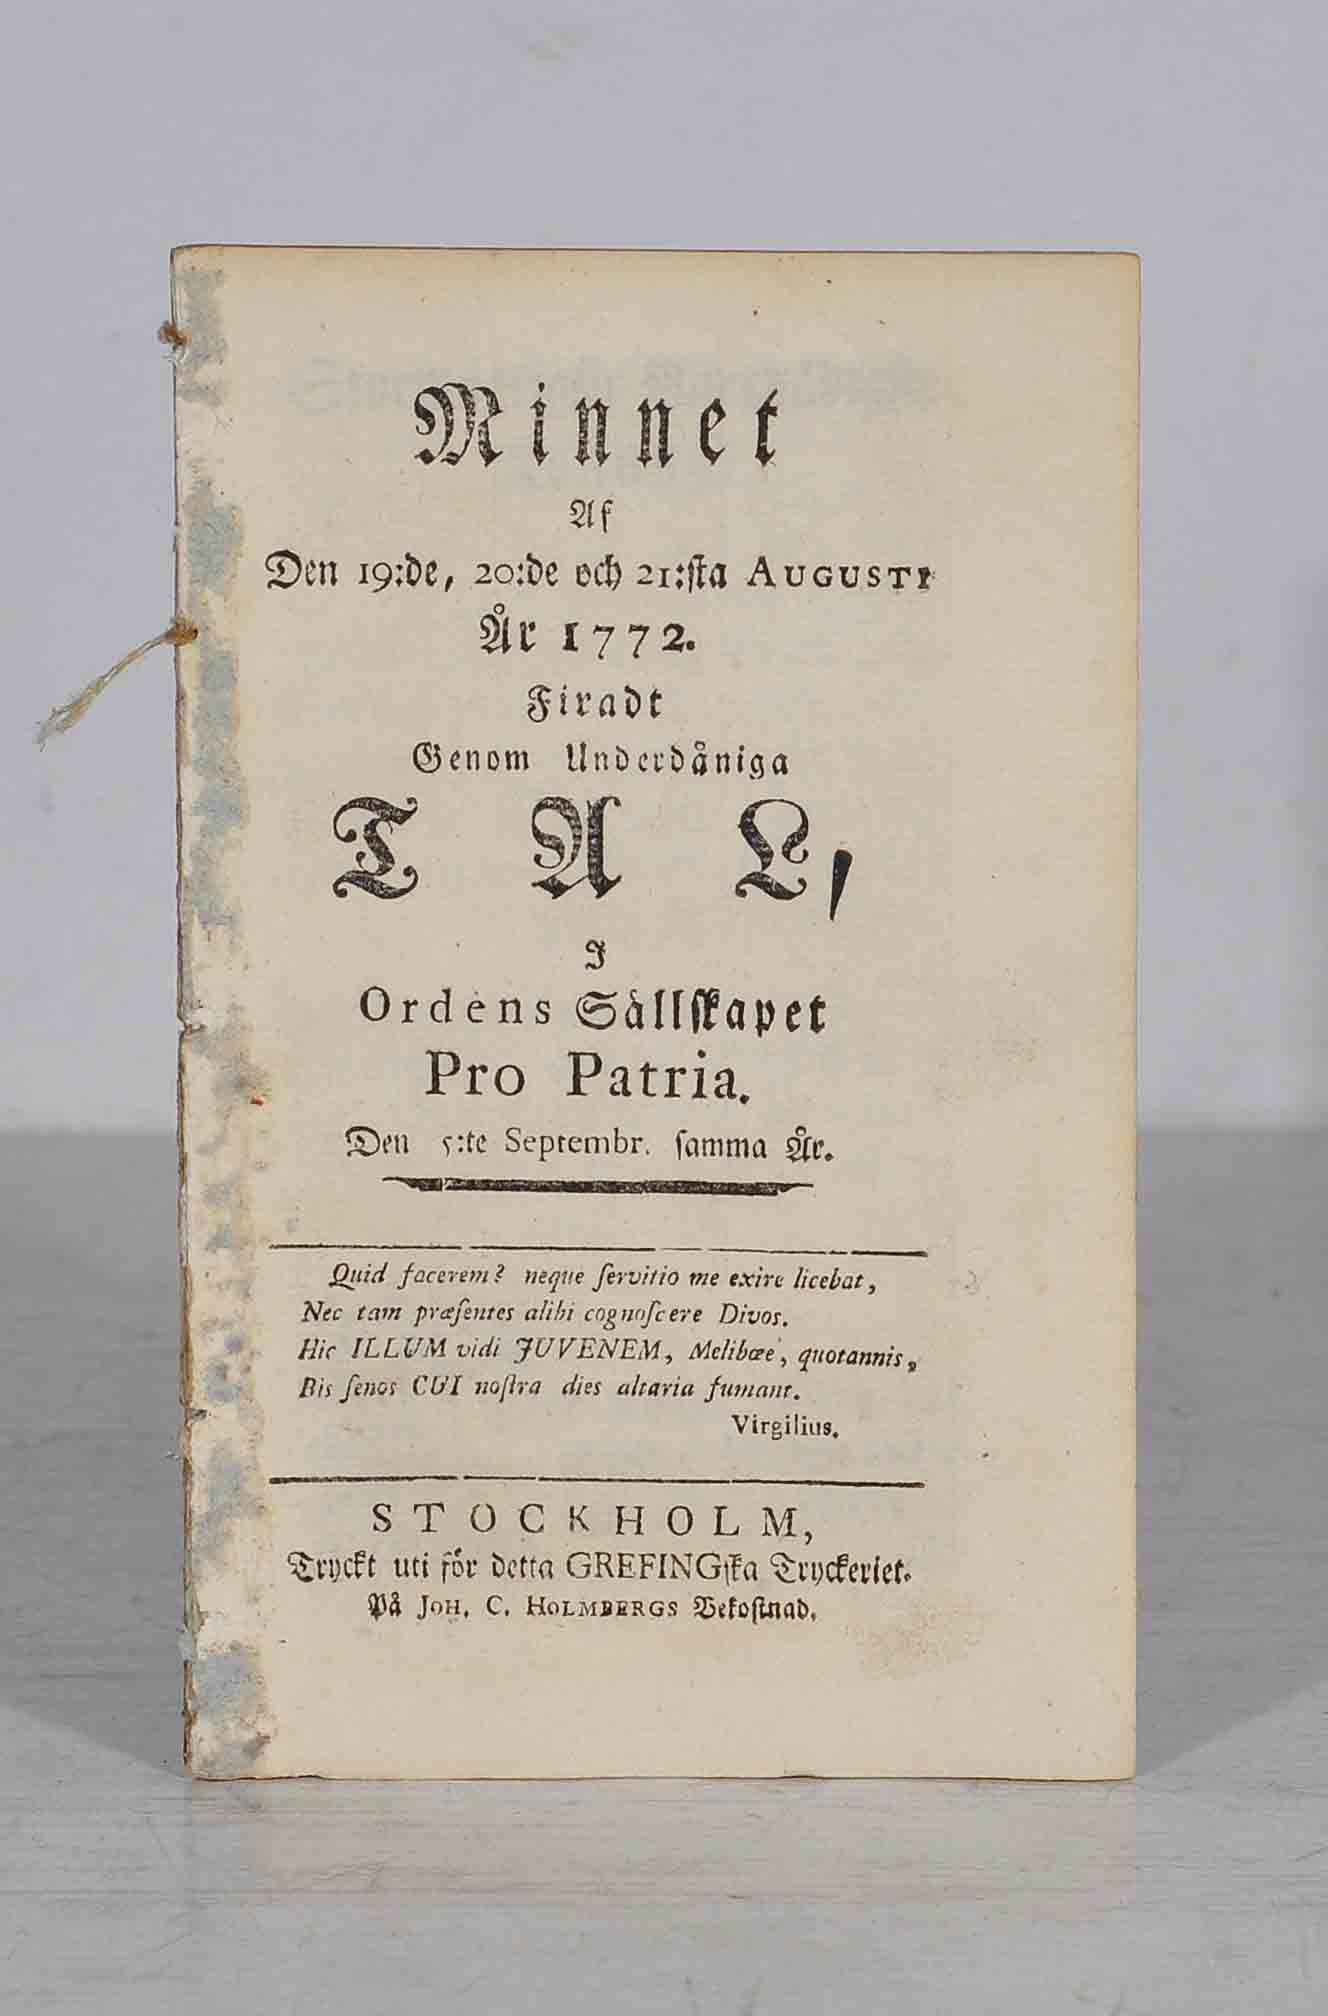 Minnet
Af
Den 19:de, 20:de och 21:sta AUGUSTI
År 1772.
Firadt
Genom Underdåniga
TAL,
I
Ordens Sällskapet
Pro Patria.
Den 5:te Septembr. samma År.
Quid facerem? neque ſervitio me exire licebat,
Nec tam præſentes alibi cognoſcere Divos.
Hic ILLUM vidi JUVENEM, Melibœe, quotannis,
Bis ſenos CUI noſtra dies altaria fumant.
Virgilius.
STOCKHOLM,
Tryckt uti för detta GREFINGska Tryckeriet.
På JOH. C. HOLMBERGS Bekostnad.